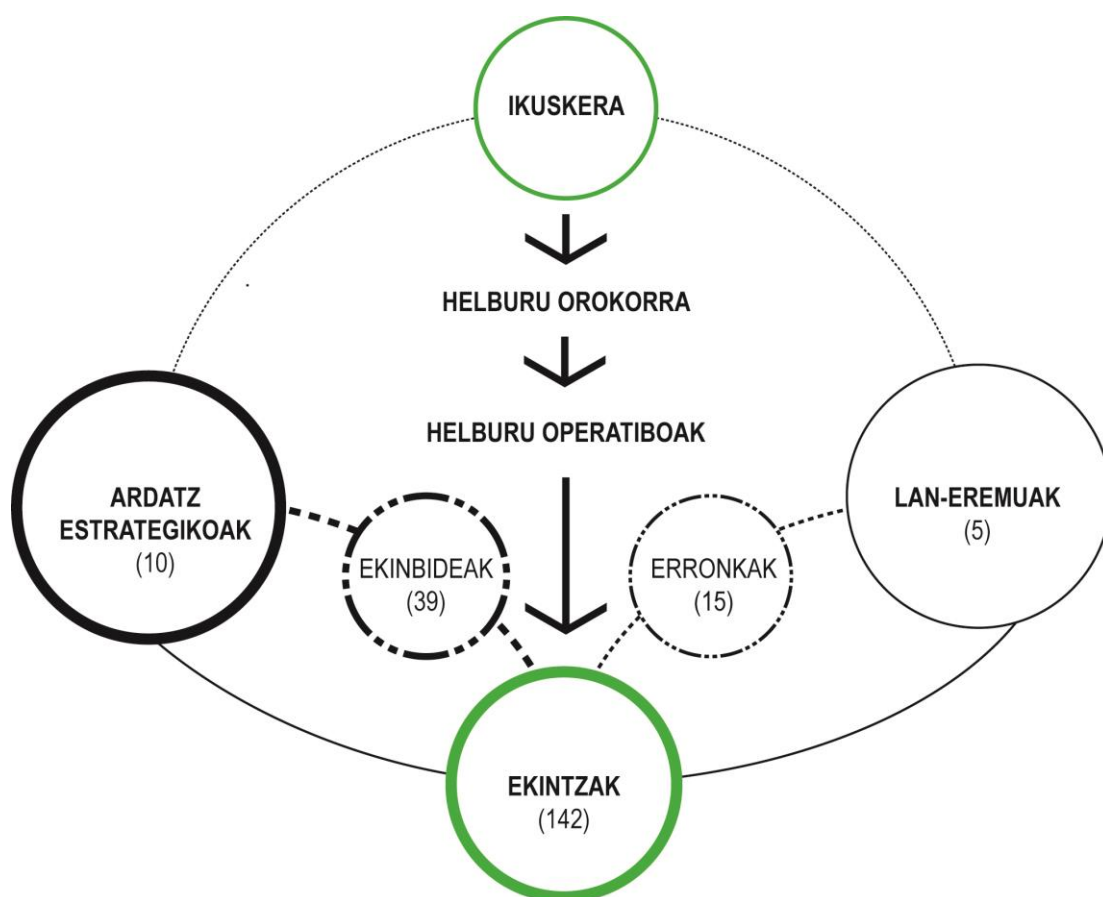 IKUSKERA
HELBURU OROKORRA
HELBURU OPERATIBOAK
ARDATZ
ESTRATEGIKOAK
(10)
EKINBIDEAK
(39)
ERRONKAK
(15)
LAN-EREMUAK
(5)
EKINTZAK
(142)